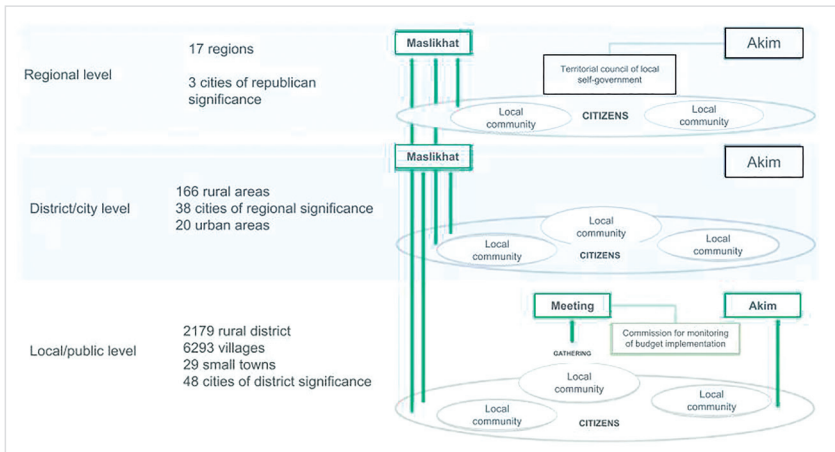 Regional level
17 regions
3 cities of republican
significance
Maslikhat
Akim
Territorial council of local
self-government
Local
community
CITIZENS
Local
community
District/city level
166 rural areas
38 cities of regional significance
20 urban areas
Maslikhat
Akim
Local
community
Local
community
CITIZENS
Local
community
Local/public level
2179 rural district
6293 villages
29 small towns
48 cities of district significance
Meeting
Akim
Commission for monitoring
of budget implementation
GATHERING
Local
community
Local
community
CITIZENS
Local
community